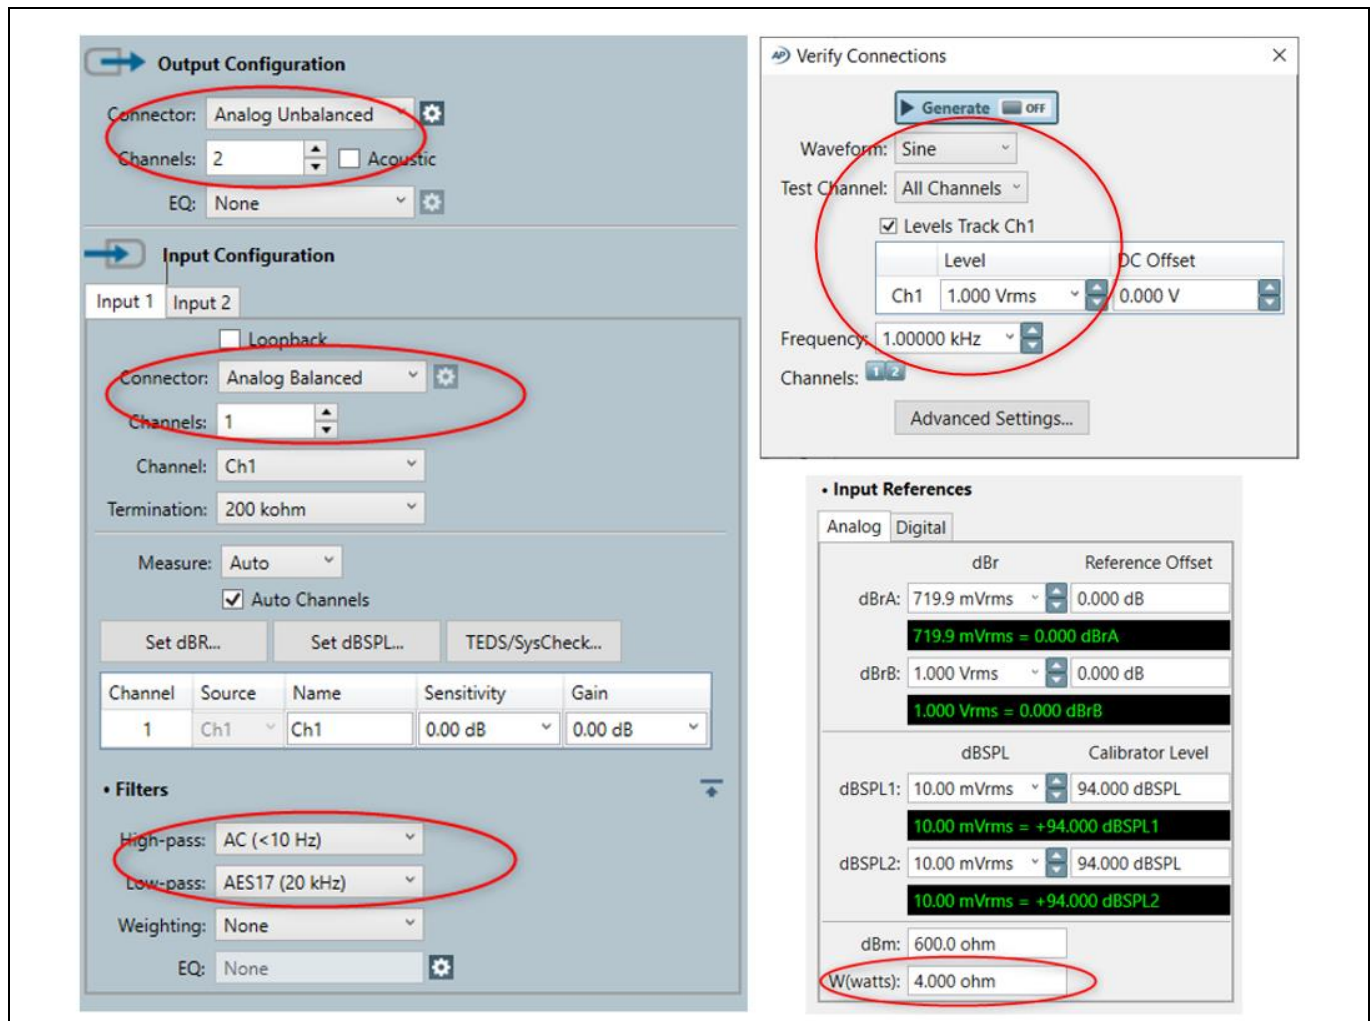 Output Configuration
Connector: Analog Unbalanced
Channels: 2 Acoustic
EQ: None
Input Configuration
Input 1 Input 2
Loopback
Connector: Analog Balanced
Channels: 1
Channel: Ch1
Termination: 200 kohm
Measure: Auto
Auto Channels
Set dBR... Set dBSPL... TEDS/SysCheck...
Channel Source Name Sensitivity Gain
1 Ch1 Ch1 0.00 dB 0.00 dB
• Filters
High-pass: AC (<10 Hz)
Low-pass: AES17 (20 kHz)
Weighting: None
EQ: None
AP Verify Connections
Generate OFF
Waveform: Sine
Test Channel: All Channels
Levels Track Ch1
Level DC Offset
Ch1 1.000 Vrms 0.000 V
Frequency: 1.00000 kHz
Channels: 1 2
Advanced Settings...
• Input References
Analog Digital
dBr Reference Offset
dBrA: 719.9 mVrms 0.000 dB
719.9 mVrms = 0.000 dBrA
dBrB: 1.000 Vrms 0.000 dB
1.000 Vrms = 0.000 dBrB
dBSPL Calibrator Level
dBSPL1: 10.00 mVrms 94.000 dBSPL
10.00 mVrms = +94.000 dBSPL1
dBSPL2: 10.00 mVrms 94.000 dBSPL
10.00 mVrms = +94.000 dBSPL2
dBm: 600.0 ohm
W(watts): 4.000 ohm